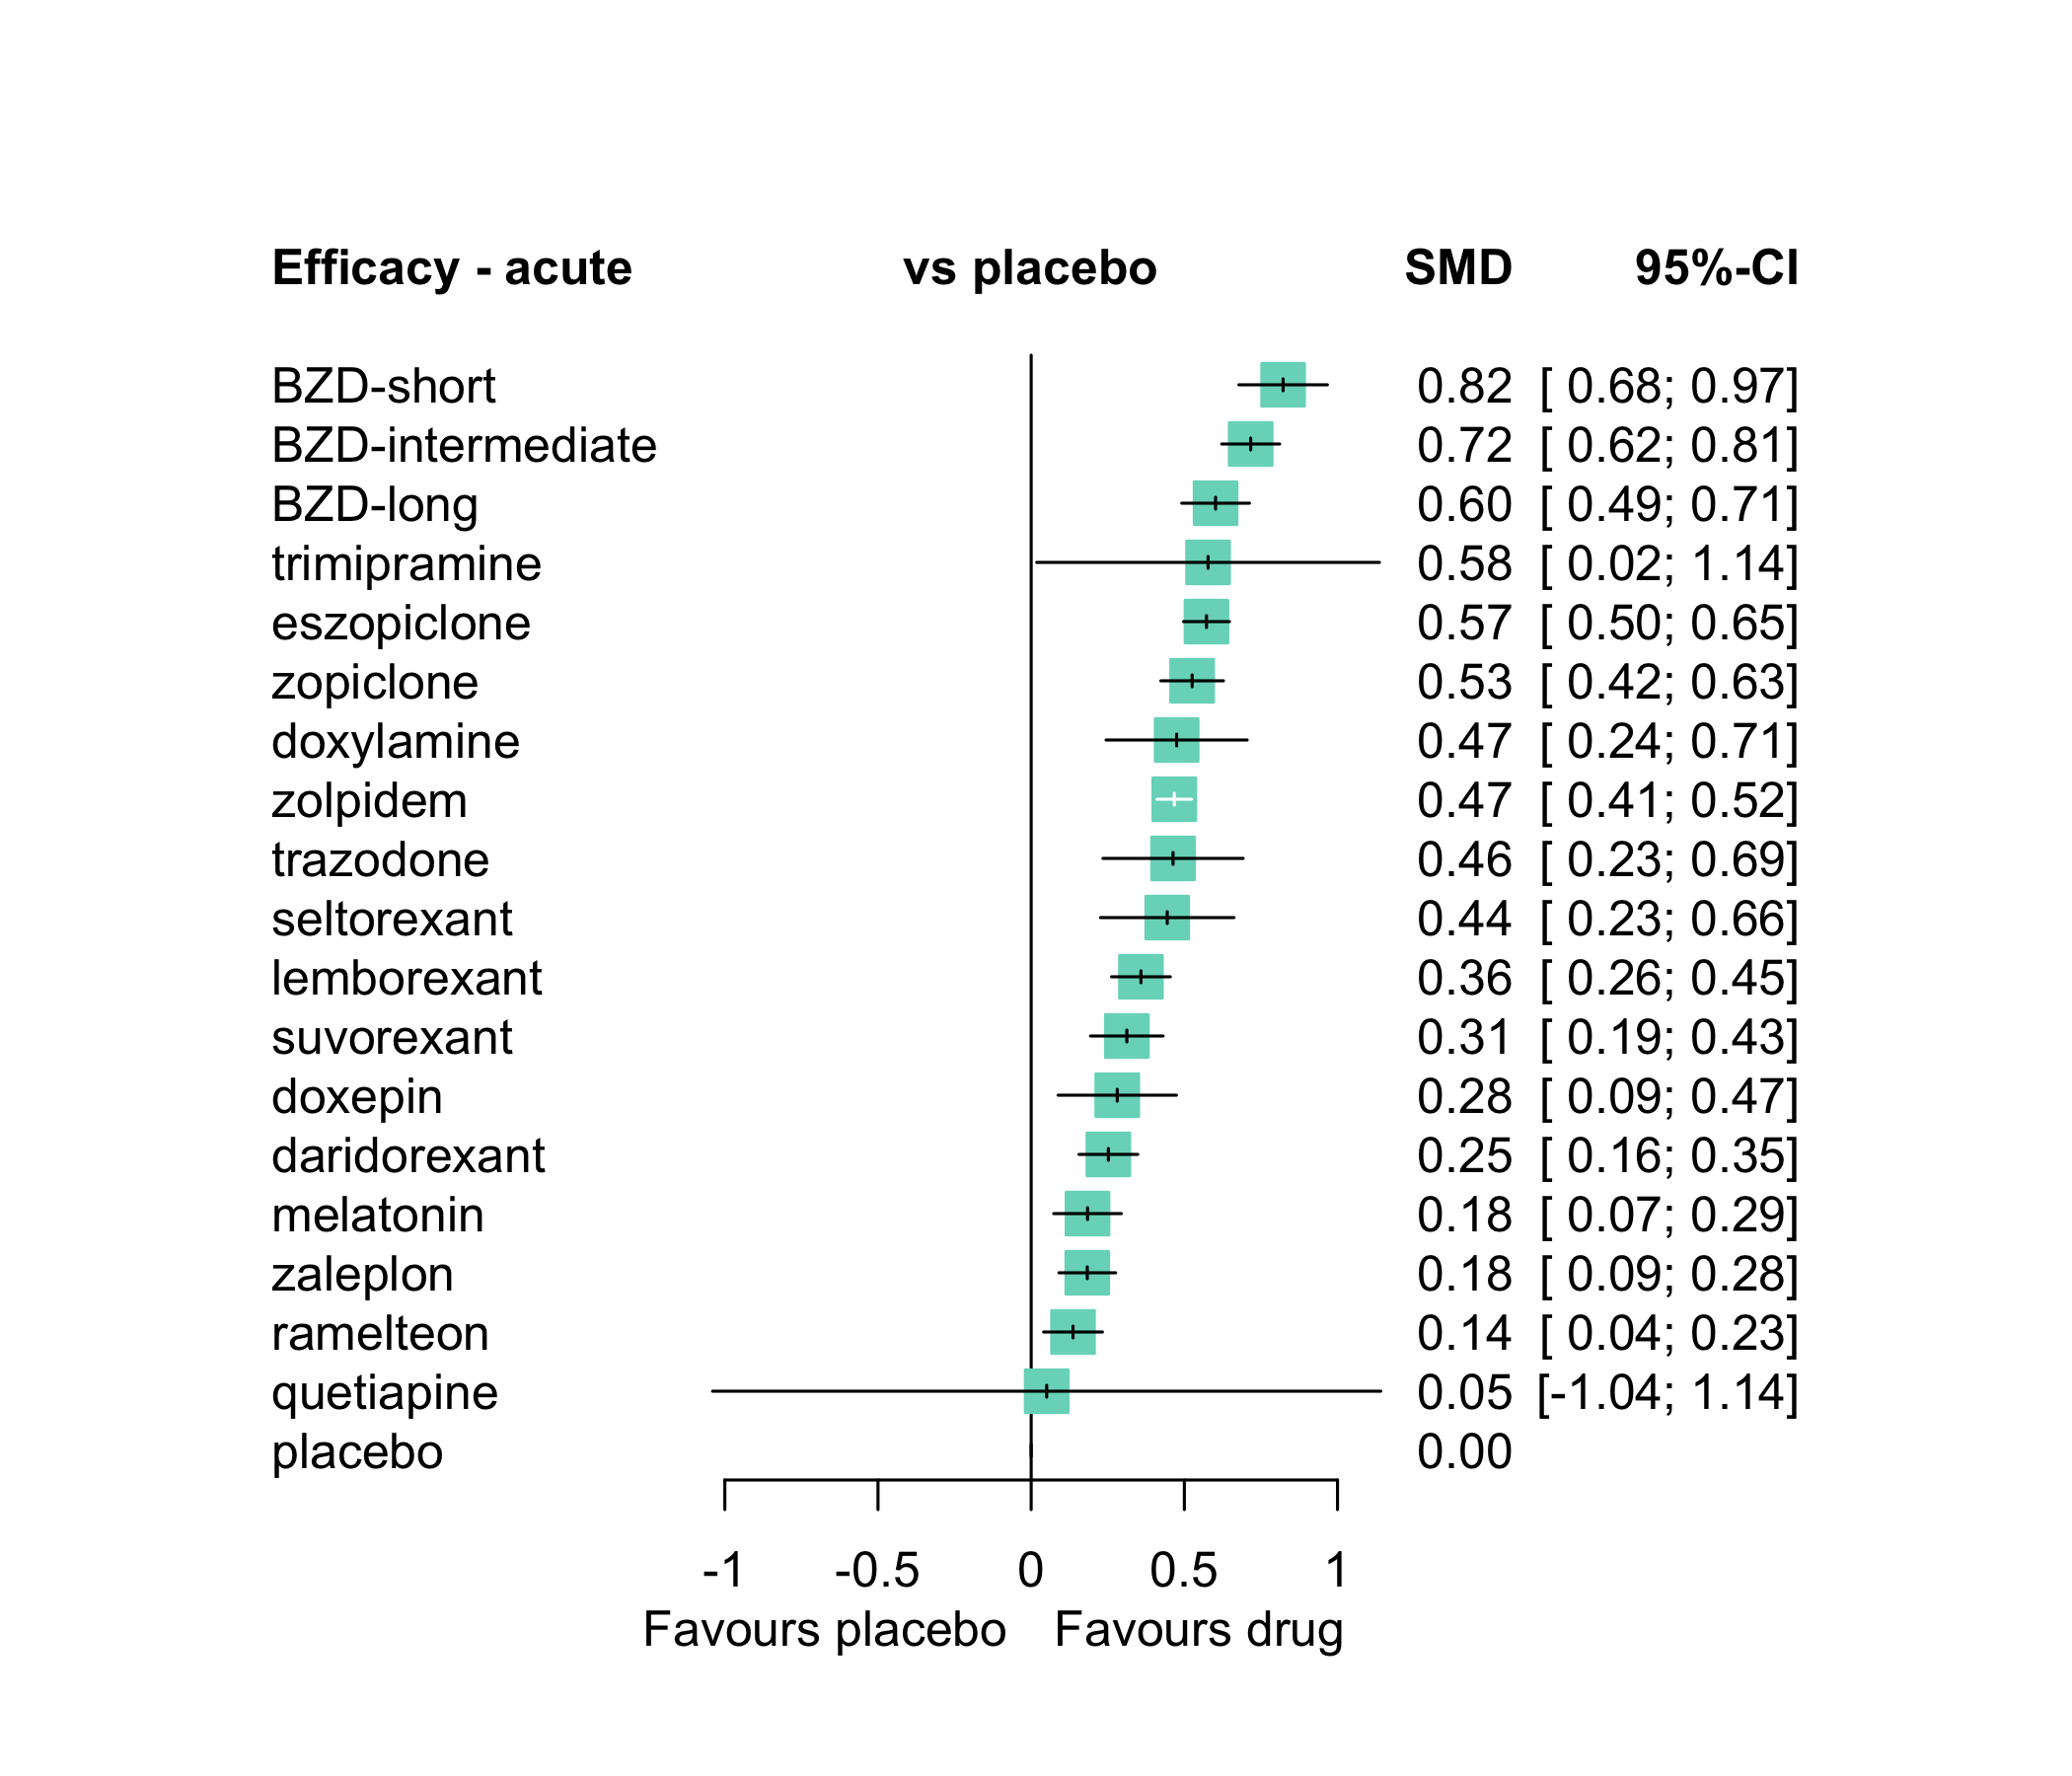 Efficacy - acute vs placebo SMD 95%-CI
BZD-short 0.82 [ 0.68; 0.97]
BZD-intermediate 0.72 [ 0.62; 0.81]
BZD-long 0.60 [ 0.49; 0.71]
trimipramine 0.58 [ 0.02; 1.14]
eszopiclone 0.57 [ 0.50; 0.65]
zopiclone 0.53 [ 0.42; 0.63]
doxylamine 0.47 [ 0.24; 0.71]
zolpidem 0.47 [ 0.41; 0.52]
trazodone 0.46 [ 0.23; 0.69]
seltorexant 0.44 [ 0.23; 0.66]
lemborexant 0.36 [ 0.26; 0.45]
suvorexant 0.31 [ 0.19; 0.43]
doxepin 0.28 [ 0.09; 0.47]
daridorexant 0.25 [ 0.16; 0.35]
melatonin 0.18 [ 0.07; 0.29]
zaleplon 0.18 [ 0.09; 0.28]
ramelteon 0.14 [ 0.04; 0.23]
quetiapine 0.05 [-1.04; 1.14]
placebo 0.00
-1 -0.5 0 0.5 1
Favours placebo Favours drug